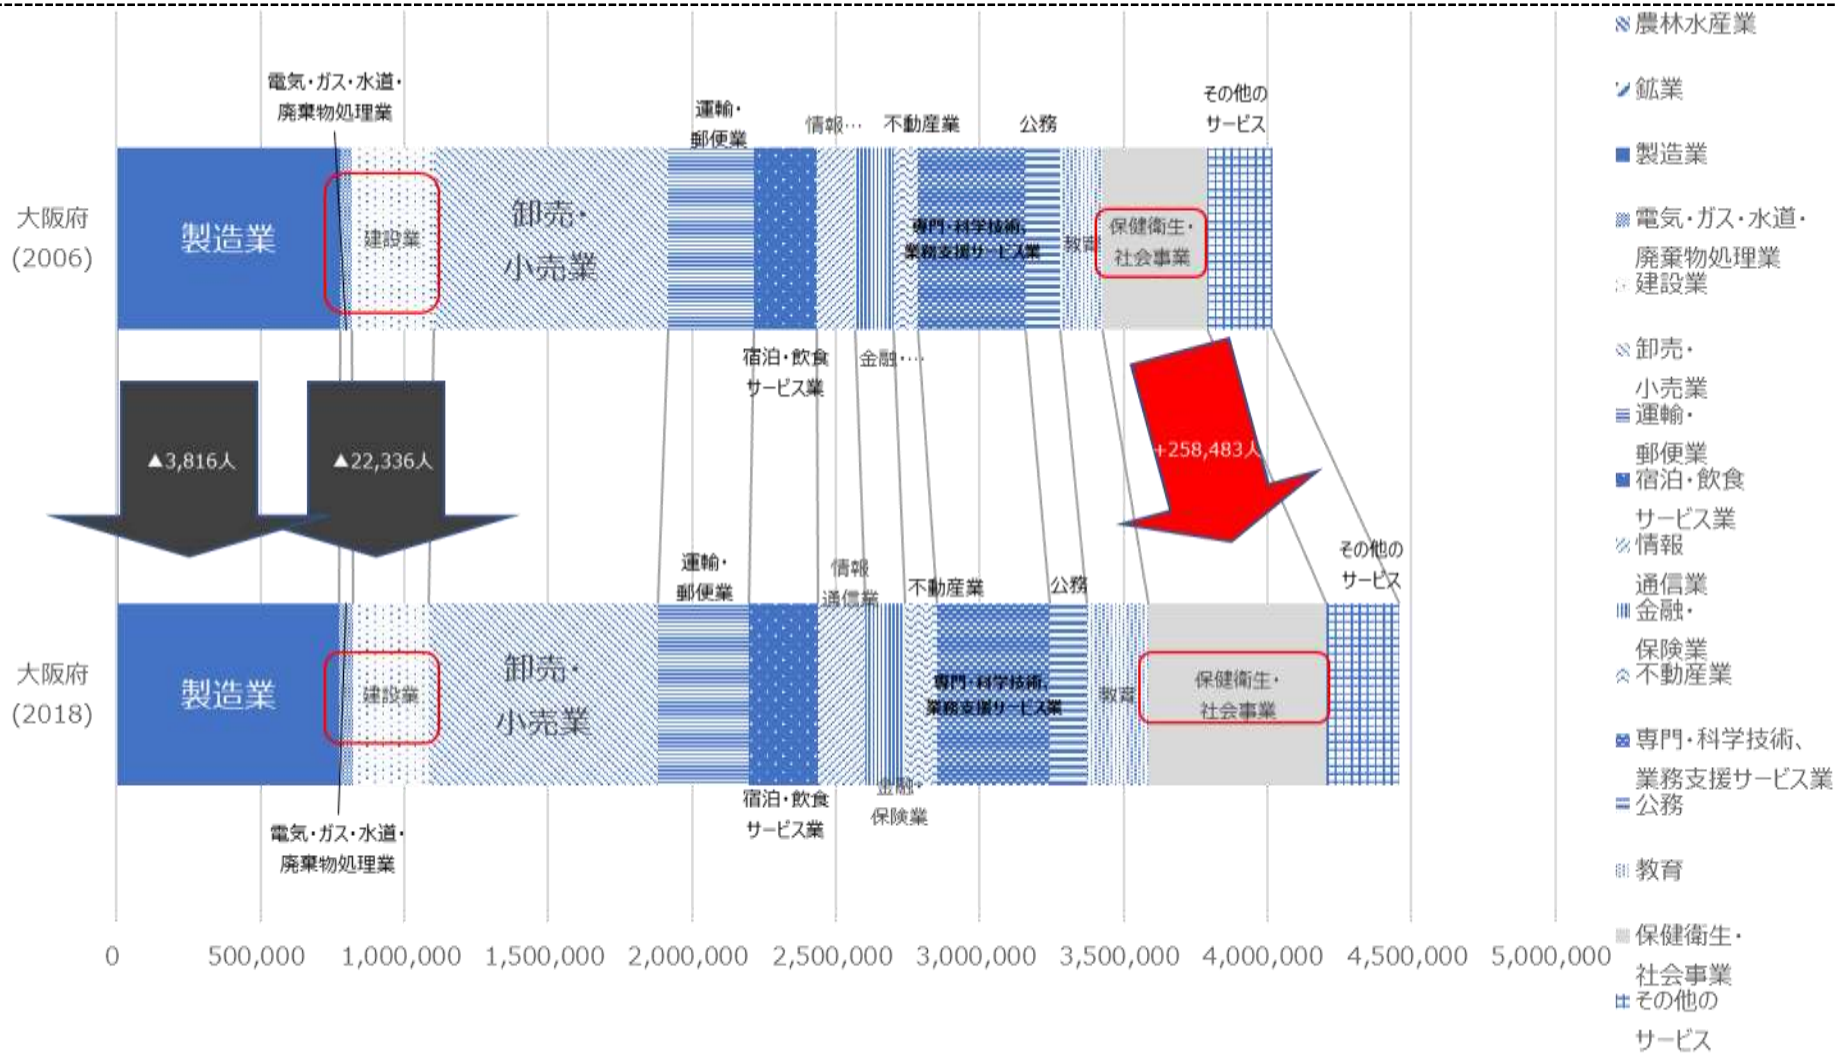 電気・ガス・水道・
廃棄物処理業
運輸・
郵便業
情報…
不動産業
公務
その他の
サービス
大阪府
(2006)
製造業
建設業
卸売・
小売業
専門・科学技術、
業務支援サービス業
教育
保健衛生・
社会事業
宿泊・飲食
サービス業
金融・…
▲3,816人
▲22,336人
+258,483人
運輸・
郵便業
情報
通信業
不動産業
公務
その他の
サービス
大阪府
(2018)
製造業
建設業
卸売・
小売業
専門・科学技術、
業務支援サービス業
教育
保健衛生・
社会事業
宿泊・飲食
サービス業
金融・
保険業
電気・ガス・水道・
廃棄物処理業
0
500,000
1,000,000
1,500,000
2,000,000
2,500,000
3,000,000
3,500,000
4,000,000
4,500,000
5,000,000
農林水産業
鉱業
製造業
電気・ガス・水道・
廃棄物処理業
建設業
卸売・
小売業
運輸・
郵便業
宿泊・飲食
サービス業
情報
通信業
金融・
保険業
不動産業
専門・科学技術、
業務支援サービス業
公務
教育
保健衛生・
社会事業
その他の
サービス